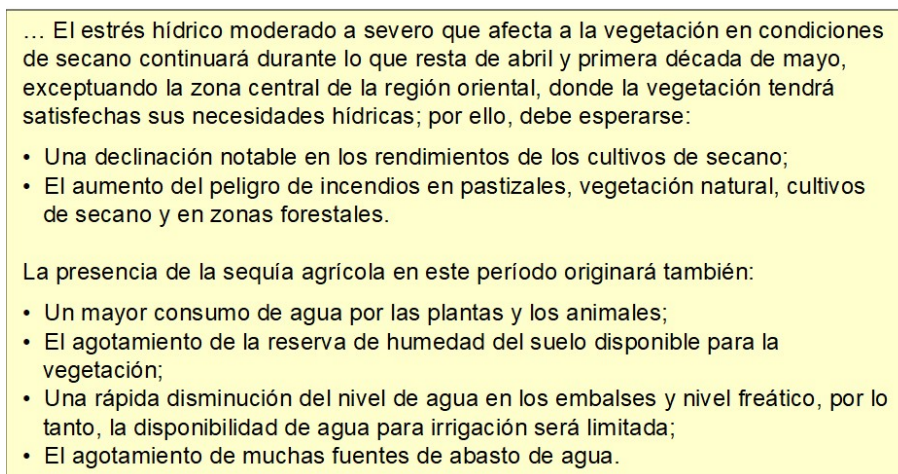 ... El estrés hídrico moderado a severo que afecta a la vegetación en condiciones
de secano continuará durante lo que resta de abril y primera década de mayo,
exceptuando la zona central de la región oriental, donde la vegetación tendrá
satisfechas sus necesidades hídricas; por ello, debe esperarse:
• Una declinación notable en los rendimientos de los cultivos de secano;
• El aumento del peligro de incendios en pastizales, vegetación natural, cultivos
de secano y en zonas forestales.
La presencia de la sequía agrícola en este período originará también:
• Un mayor consumo de agua por las plantas y los animales;
• El agotamiento de la reserva de humedad del suelo disponible para la
vegetación;
• Una rápida disminución del nivel de agua en los embalses y nivel freático, por lo
tanto, la disponibilidad de agua para irrigación será limitada;
• El agotamiento de muchas fuentes de abasto de agua.